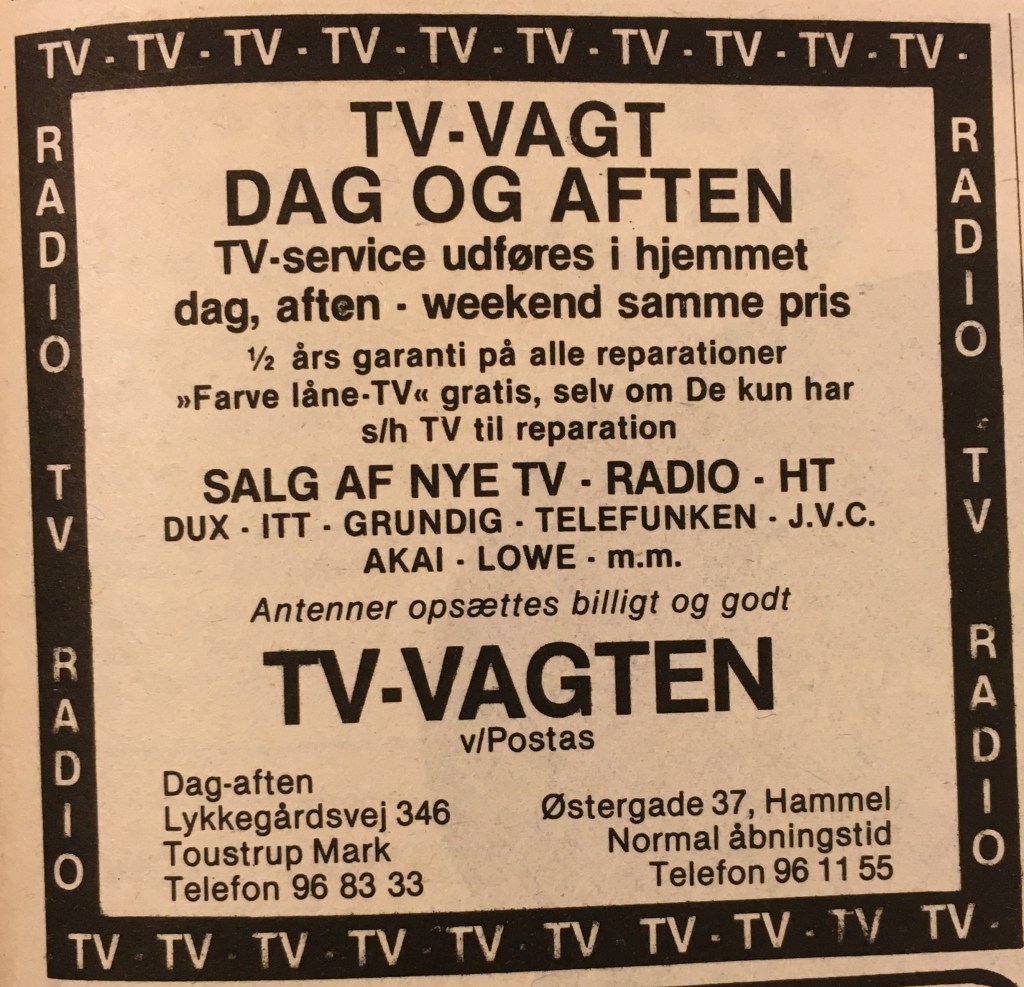 TV - TV - TV - TV - TV - TV - TV - TV - TV - TV -
RADIO TV RADIO
TV-VAGT
DAG OG AFTEN
TV-service udføres i hjemmet
dag, aften - weekend samme pris
½ års garanti på alle reparationer
»Farve låne-TV« gratis, selv om De kun har
s/h TV til reparation
SALG AF NYE TV - RADIO - HT
DUX - ITT - GRUNDIG - TELEFUNKEN - J.V.C.
AKAI - LOWE - m.m.
Antenner opsættes billigt og godt
TV-VAGTEN
v/Postas
Dag-aften
Lykkegårdsvej 346
Toustrup Mark
Telefon 96 83 33
Østergade 37, Hammel
Normal åbningstid
Telefon 96 11 55
RADIO TV RADIO
TV - TV - TV - TV - TV - TV - TV - TV - TV - TV -